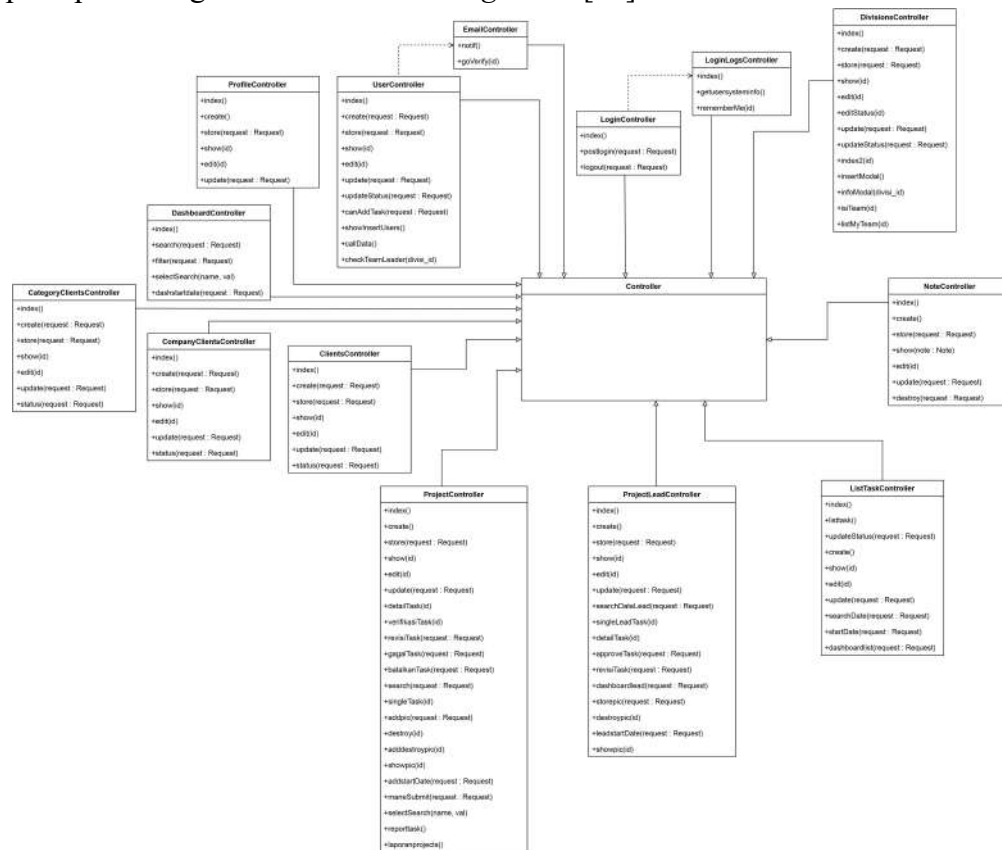 EmailController
+notif()
+goVerify(id)
DivisionsController
+index()
+create(request : Request)
+store(request : Request)
+show(id)
+edit(id)
+editStatus(id)
+update(request : Request)
+updateStatus(request : Request)
+index2(id)
+insertModal()
+infoModal(divisi_id)
+isiTeam(id)
+listMyTeam(id)
LoginLogsController
+index()
+getusersysteminfo()
+rememberMe(id)
ProfileController
+index()
+create()
+store(request : Request)
+show(id)
+edit(id)
+update(request : Request)
UserController
+index()
+create(request : Request)
+store(request : Request)
+show(id)
+edit(id)
+update(request : Request)
+updateStatus(request : Request)
+canAddTask(request : Request)
+showInsertUsers()
+callData()
+checkTeamLeader(divisi_id)
LoginController
+index()
+postlogin(request : Request)
+logout(request : Request)
DashboardController
+index()
+search(request : Request)
+filter(request : Request)
+selectSearch(name, val)
+dashstartdate(request : Request)
CategoryClientsController
+index()
+create(request : Request)
+store(request : Request)
+show(id)
+edit(id)
+update(request : Request)
+status(request : Request)
Controller
NoteController
+index()
+create()
+store(request : Request)
+show(note : Note)
+edit(id)
+update(request : Request)
+destroy(request : Request)
CompanyClientsController
+index()
+create(request : Request)
+store(request : Request)
+show(id)
+edit(id)
+update(request : Request)
+status(request : Request)
ClientsController
+index()
+create(request : Request)
+store(request : Request)
+show(id)
+edit(id)
+update(request : Request)
+status(request : Request)
ProjectController
+index()
+create()
+store(request : Request)
+show(id)
+edit(id)
+update(request : Request)
+detailTask(id)
+verifikasiTask(id)
+revisiTask(request : Request)
+gagalTask(request : Request)
+batalkanTask(request : Request)
+search(request : Request)
+singleTask(id)
+addpic(request : Request)
+destroy(id)
+adddestroypic(id)
+showpic(id)
+addstartDate(request : Request)
+maneSubmit(request : Request)
+selectSearch(name, val)
+reporttask()
+laporanprojects()
ProjectLeadController
+index()
+create()
+store(request : Request)
+show(id)
+edit(id)
+update(request : Request)
+searchDateLead(request : Request)
+singleLeadTask(id)
+detailTask(id)
+approveTask(request : Request)
+revisiTask(request : Request)
+dashboardlead(request : Request)
+storepic(request : Request)
+destroypic(id)
+leadstartDate(request : Request)
+showpic(id)
ListTaskController
+index()
+listtask()
+updateStatus(request : Request)
+create()
+show(id)
+edit(id)
+update(request : Request)
+searchDate(request : Request)
+startDate(request : Request)
+dashboardlist(request : Request)